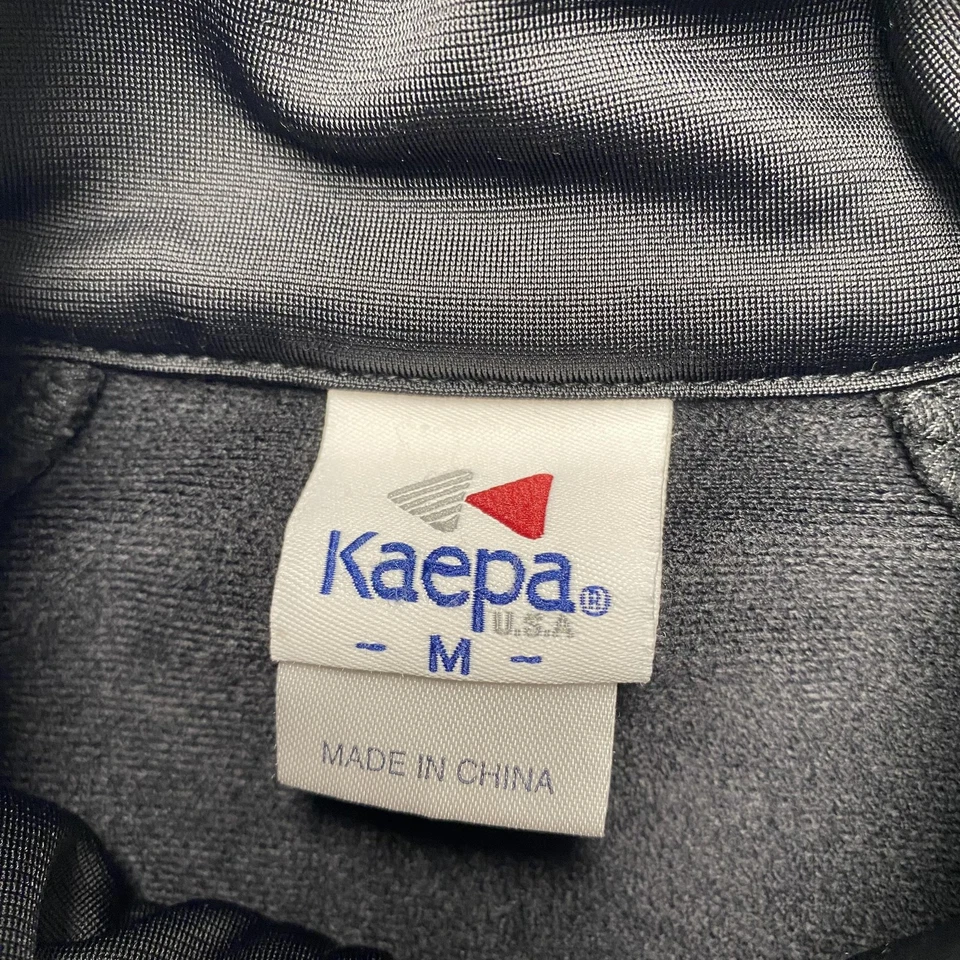 Kaepa®
U.S.A
- M -
MADE IN CHINA